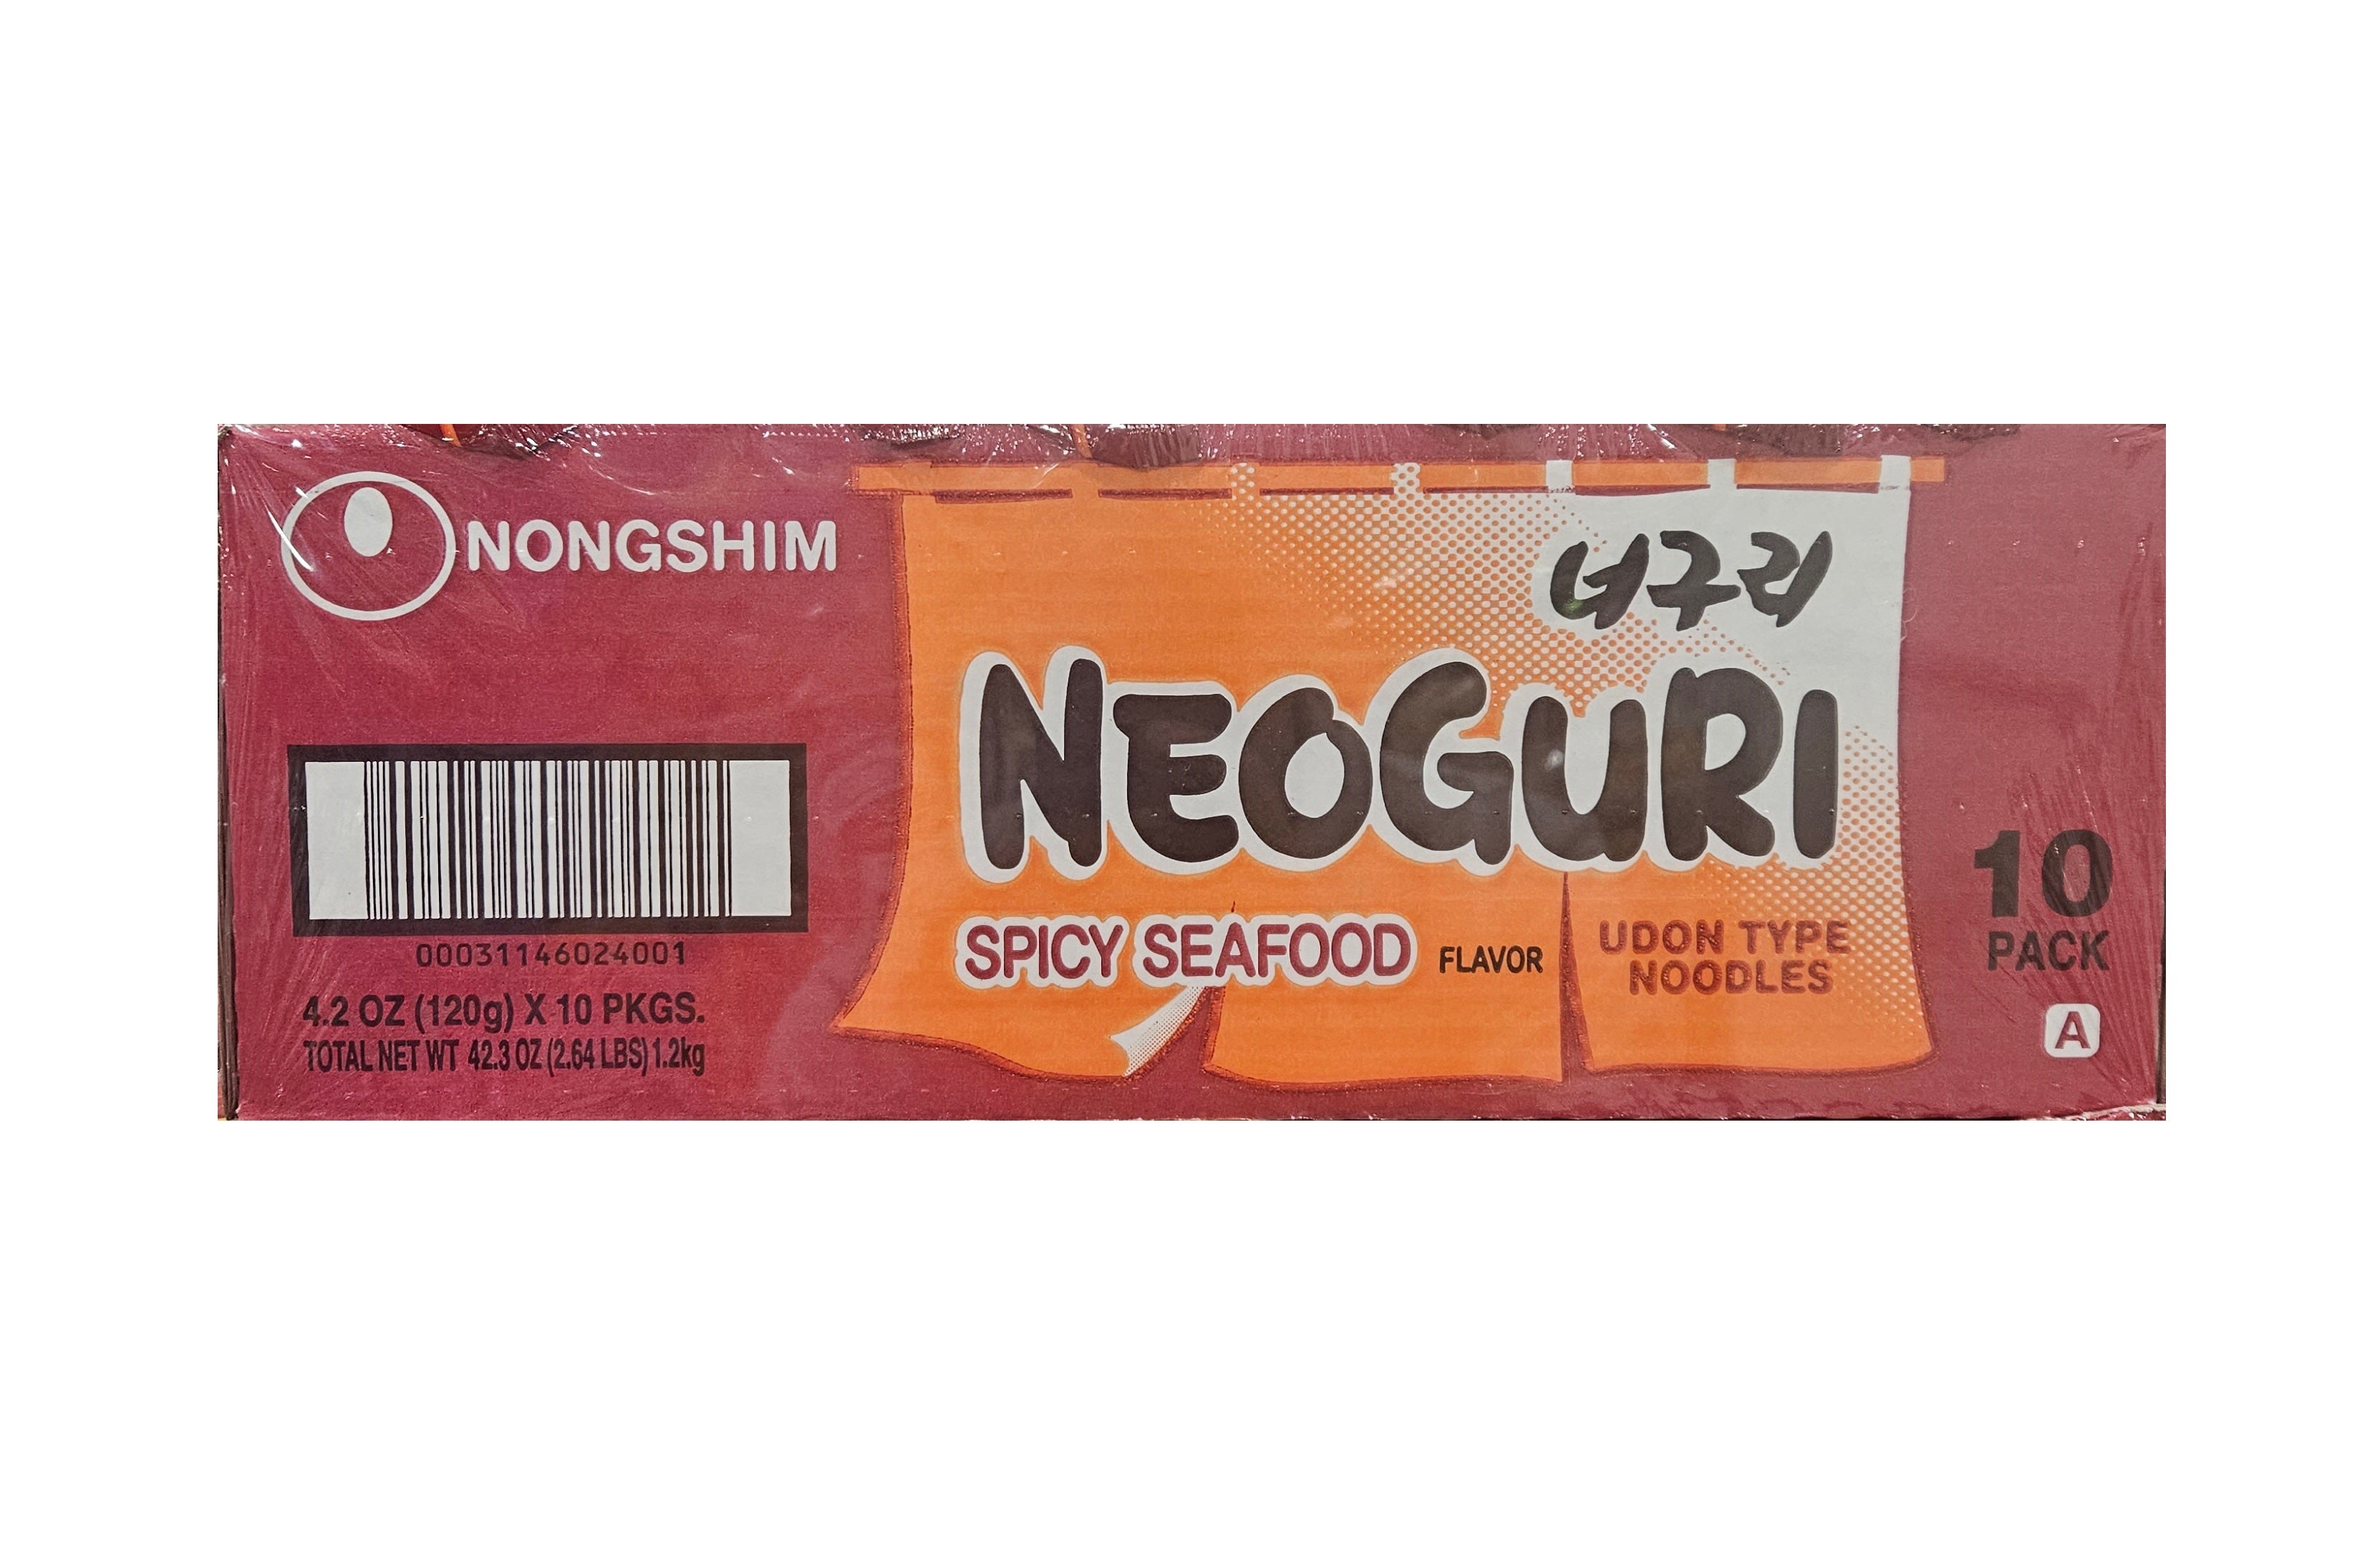 NONGSHIM
00031146024001
4.2 OZ (120g) X 10 PKGS.
TOTAL NET WT 42.3 OZ (2.64 LBS) 1.2kg
너구리
NEOGURI
SPICY SEAFOOD FLAVOR
UDON TYPE
NOODLES
10
PACK
A